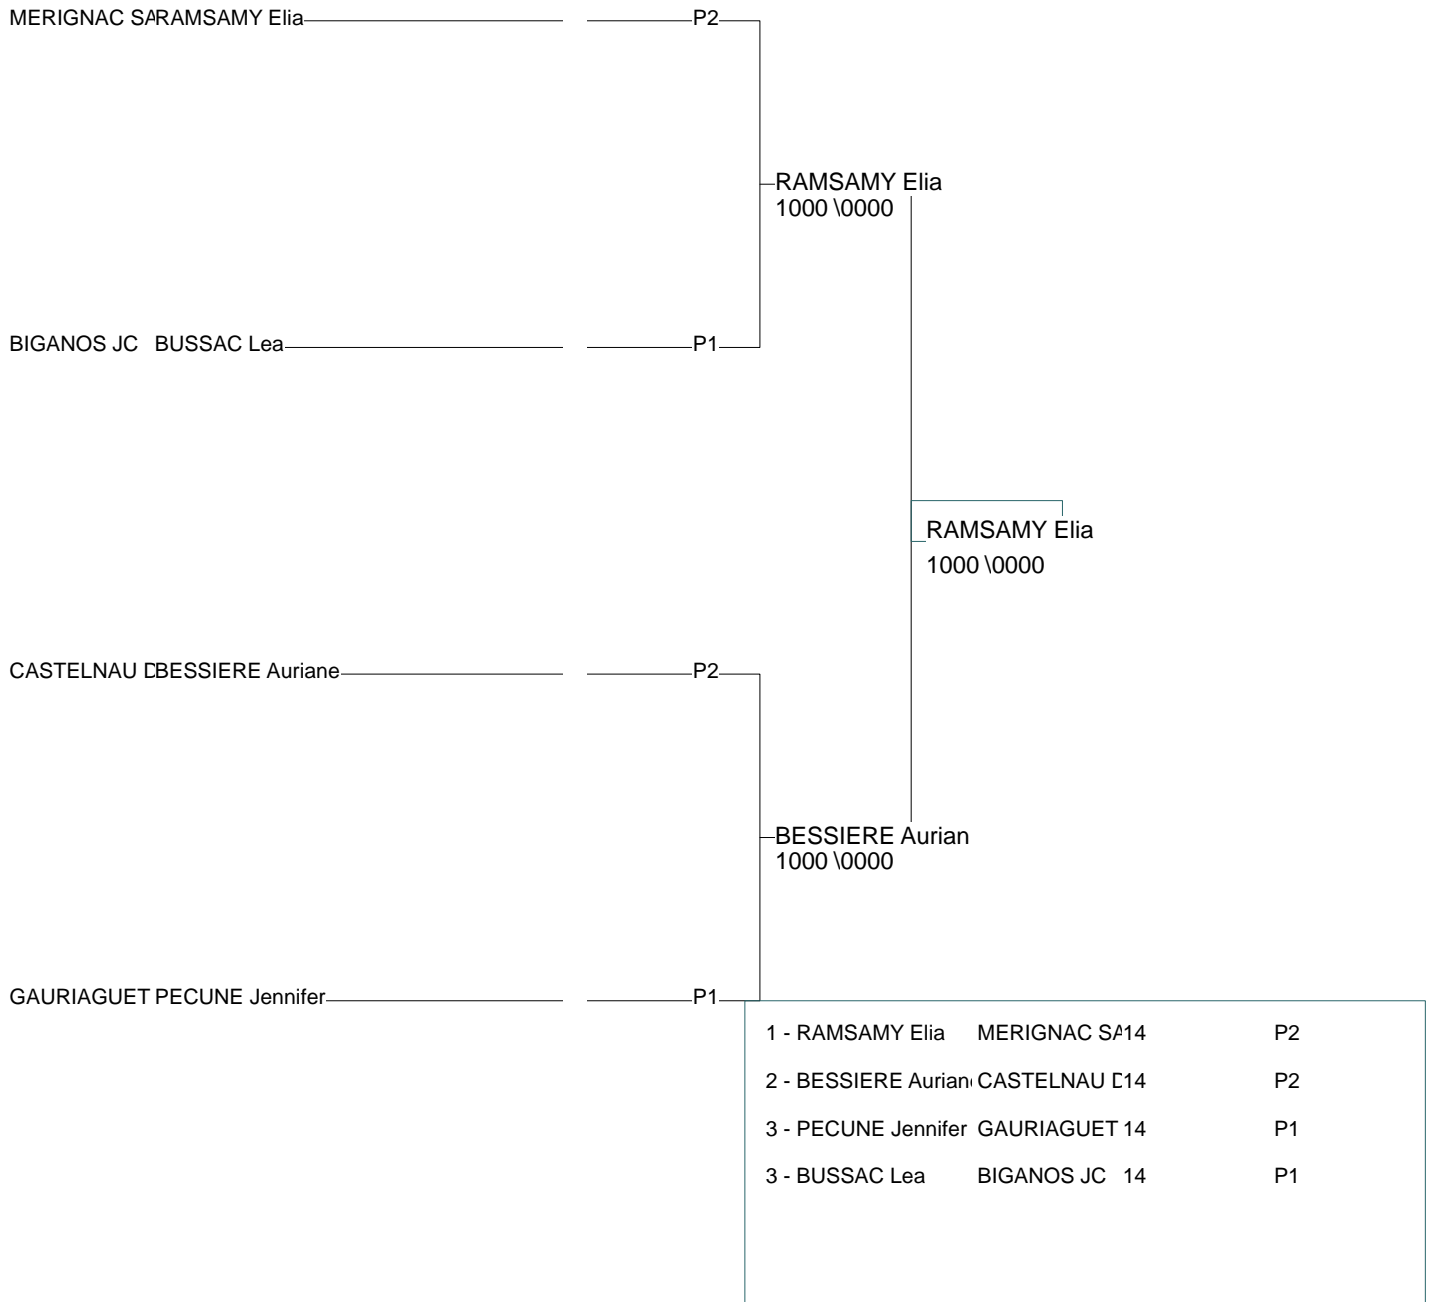 MERIGNAC SARAMSAMY Elia P2
RAMSAMY Elia
1000 \0000
BIGANOS JC BUSSAC Lea P1
RAMSAMY Elia
1000 \0000
CASTELNAU DBESSIERE Auriane P2
BESSIERE Aurian
1000 \0000
GAURIAGUET PECUNE Jennifer P1
1 - RAMSAMY Elia MERIGNAC SA14 P2
2 - BESSIERE Auriane CASTELNAU D14 P2
3 - PECUNE Jennifer GAURIAGUET 14 P1
3 - BUSSAC Lea BIGANOS JC 14 P1